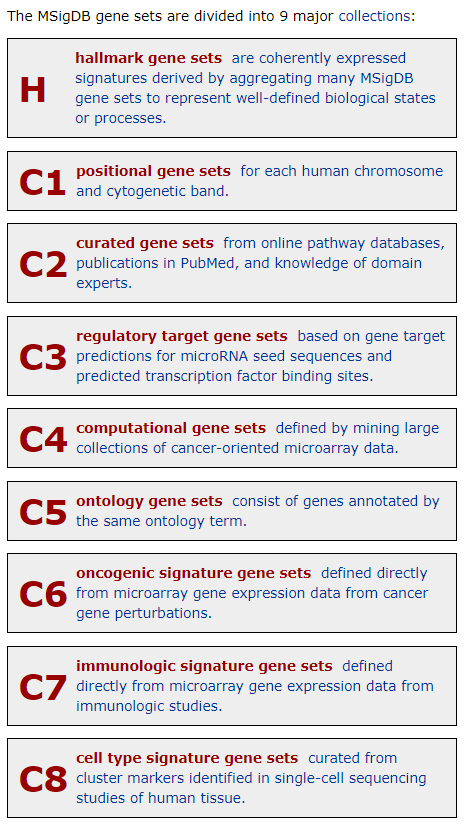 The MSigDB gene sets are divided into 9 major collections:
H
hallmark gene sets are coherently expressed
signatures derived by aggregating many MSigDB
gene sets to represent well-defined biological states
or processes.
C1
positional gene sets for each human chromosome
and cytogenetic band.
C2
curated gene sets from online pathway databases,
publications in PubMed, and knowledge of domain
experts.
C3
regulatory target gene sets based on gene target
predictions for microRNA seed sequences and
predicted transcription factor binding sites.
C4
computational gene sets defined by mining large
collections of cancer-oriented microarray data.
C5
ontology gene sets consist of genes annotated by
the same ontology term.
C6
oncogenic signature gene sets defined directly
from microarray gene expression data from cancer
gene perturbations.
C7
immunologic signature gene sets defined
directly from microarray gene expression data from
immunologic studies.
C8
cell type signature gene sets curated from
cluster markers identified in single-cell sequencing
studies of human tissue.